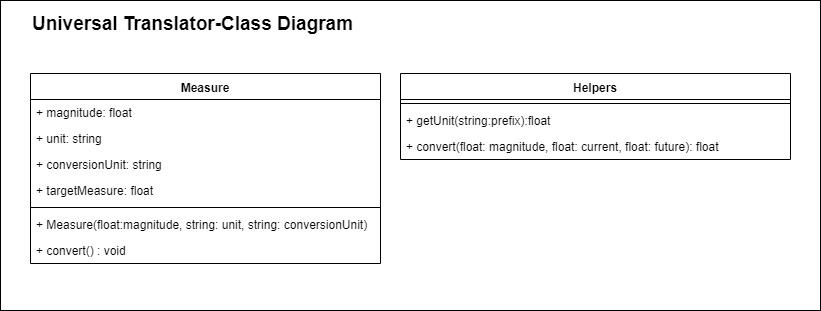 Universal Translator-Class Diagram
Measure
+ magnitude: float
+ unit: string
+ conversionUnit: string
+ targetMeasure: float
+ Measure(float:magnitude, string: unit, string: conversionUnit)
+ convert() : void
Helpers
+ getUnit(string:prefix):float
+ convert(float: magnitude, float: current, float: future): float